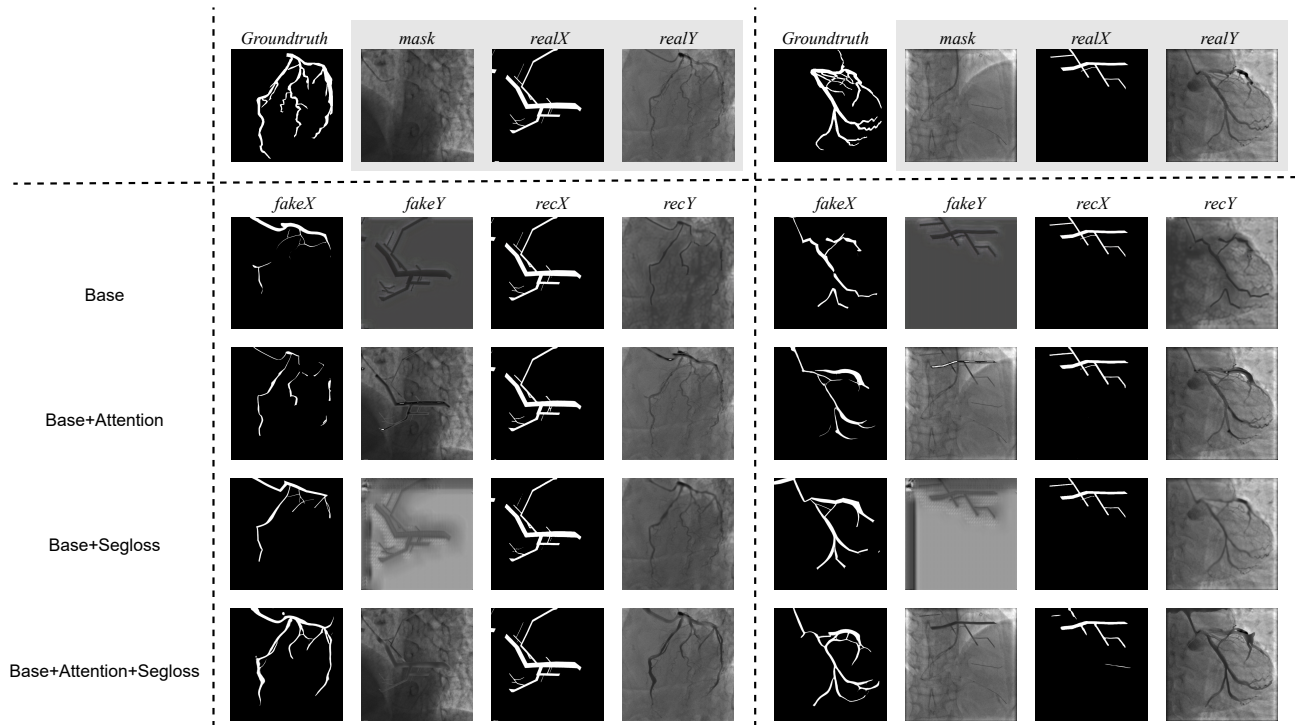 Groundtruth mask realX realY Groundtruth mask realX realY
fakeX fakeY recX recY fakeX fakeY recX recY
Base
Base+Attention
Base+Segloss
Base+Attention+Segloss